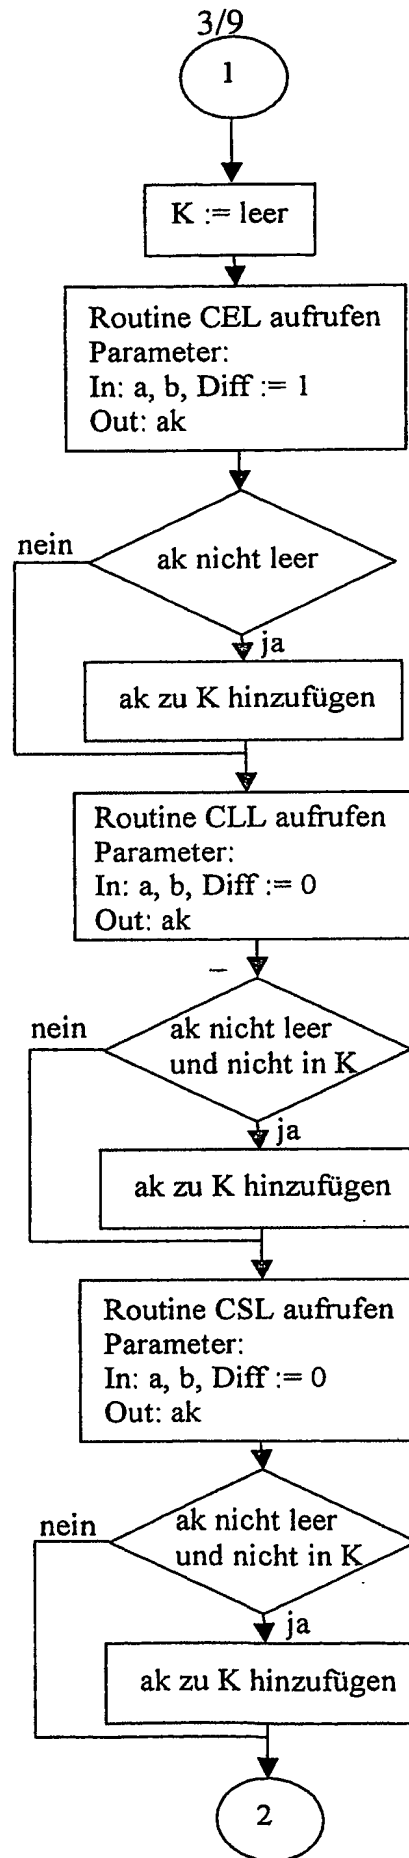 3/9
1
K := leer
Routine CEL aufrufen
Parameter:
In: a, b, Diff := 1
Out: ak
ak nicht leer
nein
ja
ak zu K hinzufügen
Routine CLL aufrufen
Parameter:
In: a, b, Diff := 0
Out: ak
ak nicht leer
und nicht in K
nein
ja
ak zu K hinzufügen
Routine CSL aufrufen
Parameter:
In: a, b, Diff := 0
Out: ak
ak nicht leer
und nicht in K
nein
ja
ak zu K hinzufügen
2